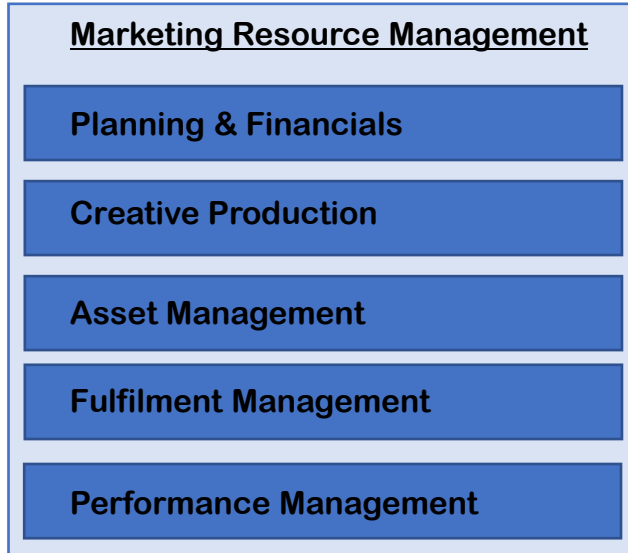 Marketing Resource Management
Planning & Financials
Creative Production
Asset Management
Fulfilment Management
Performance Management